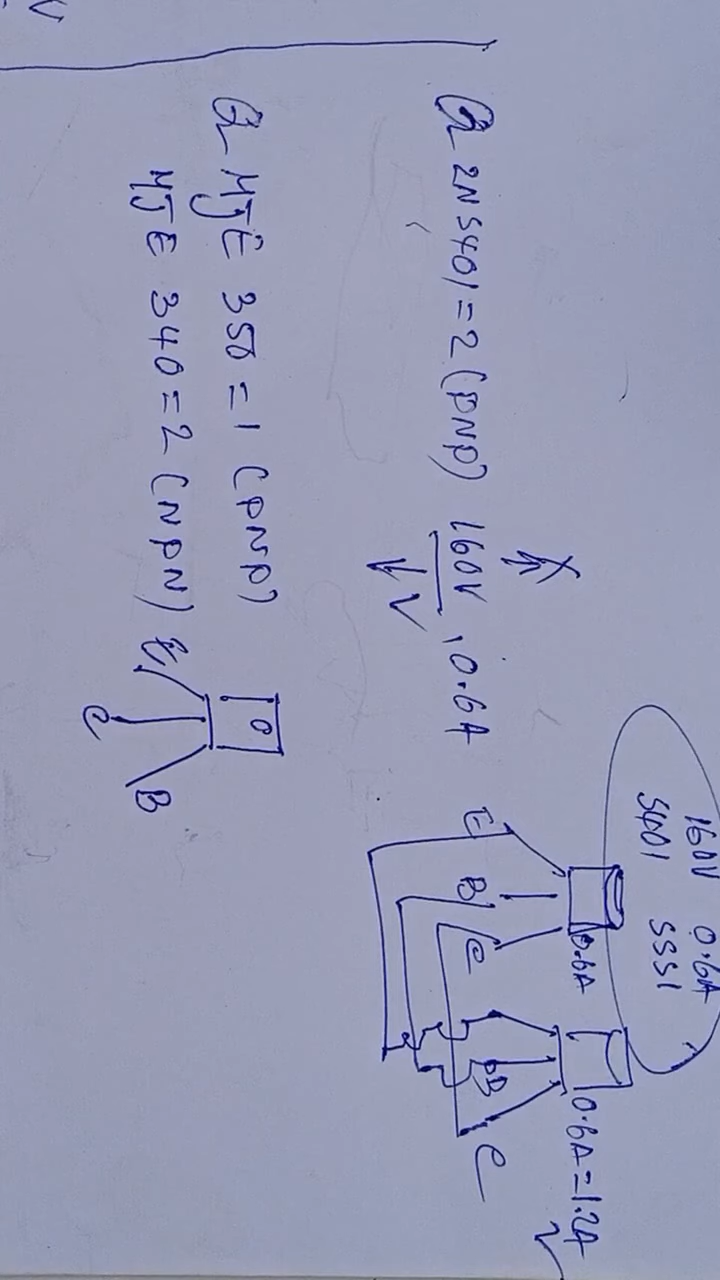 160V 0.6A
5401 5551
Q 2N5401 = 2 (PNP) 160V, 0.6A
E
B
C
0.6A
B
C
0.6A = 1.2A
Q MJE 350 = 1 (PNP)
MJE 340 = 2 (NPN)
E
C
B